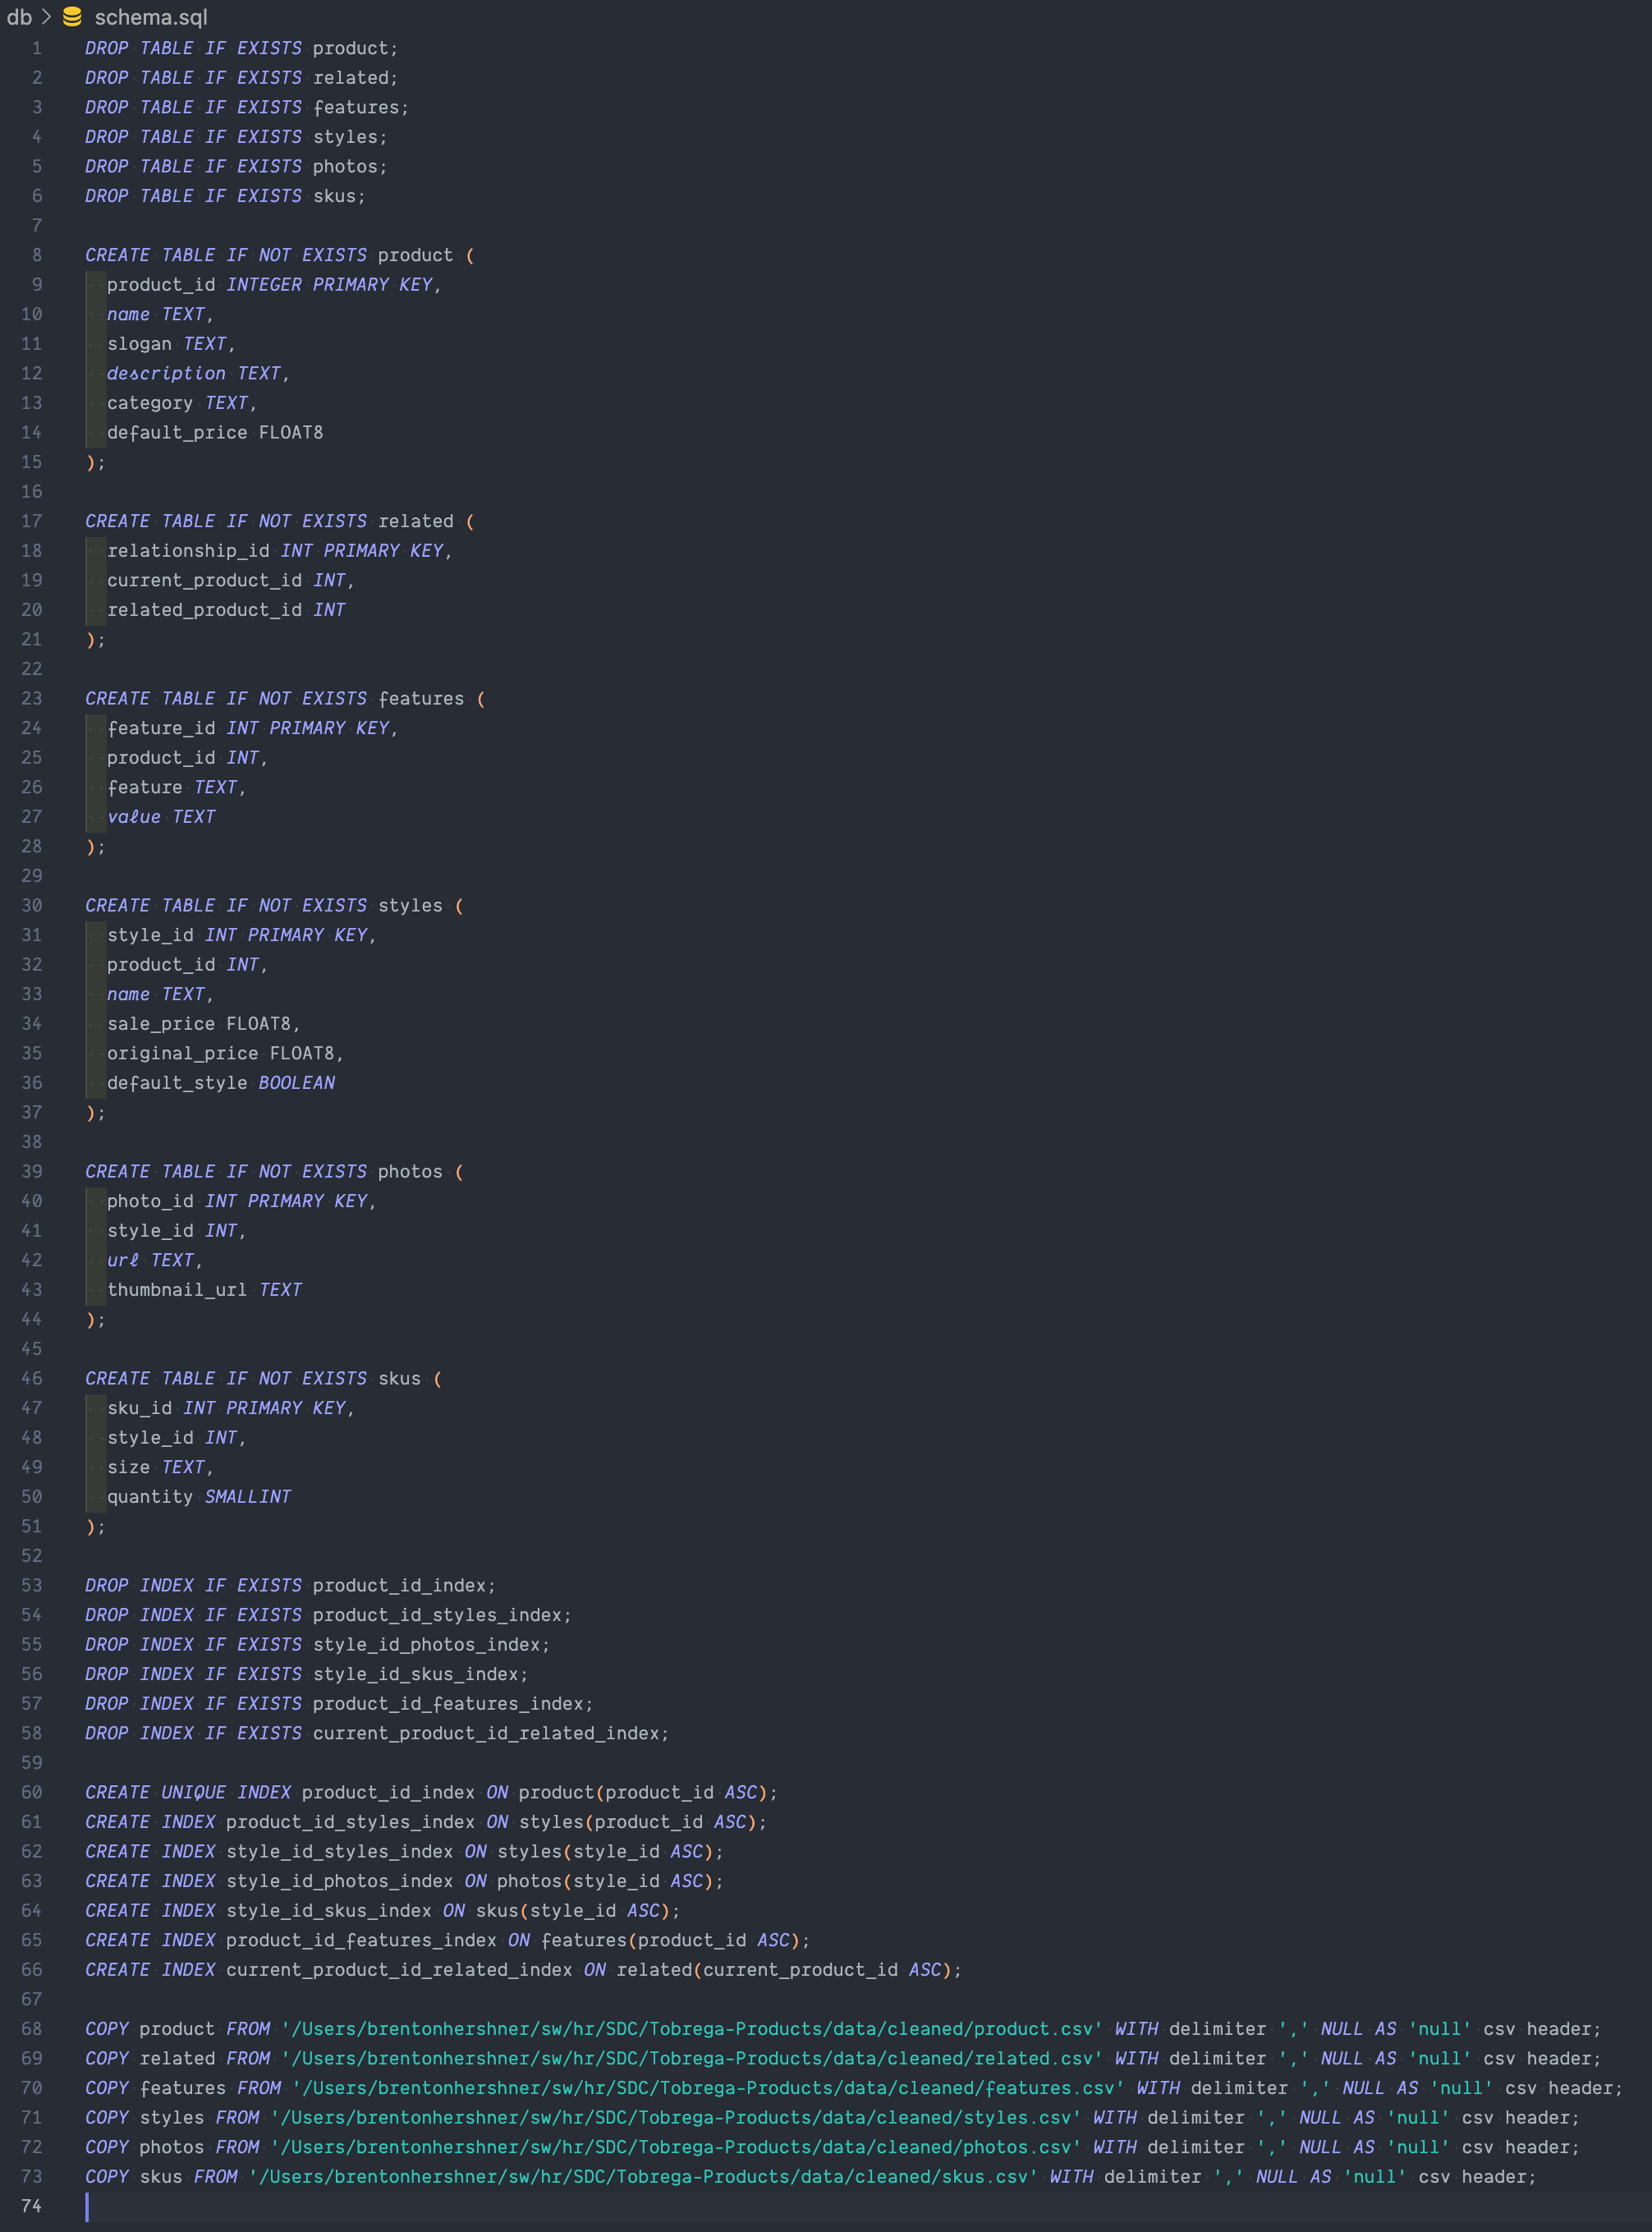 db > schema.sql
1 DROP TABLE IF EXISTS product;
2 DROP TABLE IF EXISTS related;
3 DROP TABLE IF EXISTS features;
4 DROP TABLE IF EXISTS styles;
5 DROP TABLE IF EXISTS photos;
6 DROP TABLE IF EXISTS skus;
7
8 CREATE TABLE IF NOT EXISTS product (
9   product_id INTEGER PRIMARY KEY,
10   name TEXT,
11   slogan TEXT,
12   description TEXT,
13   category TEXT,
14   default_price FLOAT8
15 );
16
17 CREATE TABLE IF NOT EXISTS related (
18   relationship_id INT PRIMARY KEY,
19   current_product_id INT,
20   related_product_id INT
21 );
22
23 CREATE TABLE IF NOT EXISTS features (
24   feature_id INT PRIMARY KEY,
25   product_id INT,
26   feature TEXT,
27   value TEXT
28 );
29
30 CREATE TABLE IF NOT EXISTS styles (
31   style_id INT PRIMARY KEY,
32   product_id INT,
33   name TEXT,
34   sale_price FLOAT8,
35   original_price FLOAT8,
36   default_style BOOLEAN
37 );
38
39 CREATE TABLE IF NOT EXISTS photos (
40   photo_id INT PRIMARY KEY,
41   style_id INT,
42   url TEXT,
43   thumbnail_url TEXT
44 );
45
46 CREATE TABLE IF NOT EXISTS skus (
47   sku_id INT PRIMARY KEY,
48   style_id INT,
49   size TEXT,
50   quantity SMALLINT
51 );
52
53 DROP INDEX IF EXISTS product_id_index;
54 DROP INDEX IF EXISTS product_id_styles_index;
55 DROP INDEX IF EXISTS style_id_photos_index;
56 DROP INDEX IF EXISTS style_id_skus_index;
57 DROP INDEX IF EXISTS product_id_features_index;
58 DROP INDEX IF EXISTS current_product_id_related_index;
59
60 CREATE UNIQUE INDEX product_id_index ON product(product_id ASC);
61 CREATE INDEX product_id_styles_index ON styles(product_id ASC);
62 CREATE INDEX style_id_styles_index ON styles(style_id ASC);
63 CREATE INDEX style_id_photos_index ON photos(style_id ASC);
64 CREATE INDEX style_id_skus_index ON skus(style_id ASC);
65 CREATE INDEX product_id_features_index ON features(product_id ASC);
66 CREATE INDEX current_product_id_related_index ON related(current_product_id ASC);
67
68 COPY product FROM '/Users/brentonhershner/sw/hr/SDC/Tobrega-Products/data/cleaned/product.csv' WITH delimiter ',' NULL AS 'null' csv header;
69 COPY related FROM '/Users/brentonhershner/sw/hr/SDC/Tobrega-Products/data/cleaned/related.csv' WITH delimiter ',' NULL AS 'null' csv header;
70 COPY features FROM '/Users/brentonhershner/sw/hr/SDC/Tobrega-Products/data/cleaned/features.csv' WITH delimiter ',' NULL AS 'null' csv header;
71 COPY styles FROM '/Users/brentonhershner/sw/hr/SDC/Tobrega-Products/data/cleaned/styles.csv' WITH delimiter ',' NULL AS 'null' csv header;
72 COPY photos FROM '/Users/brentonhershner/sw/hr/SDC/Tobrega-Products/data/cleaned/photos.csv' WITH delimiter ',' NULL AS 'null' csv header;
73 COPY skus FROM '/Users/brentonhershner/sw/hr/SDC/Tobrega-Products/data/cleaned/skus.csv' WITH delimiter ',' NULL AS 'null' csv header;
74